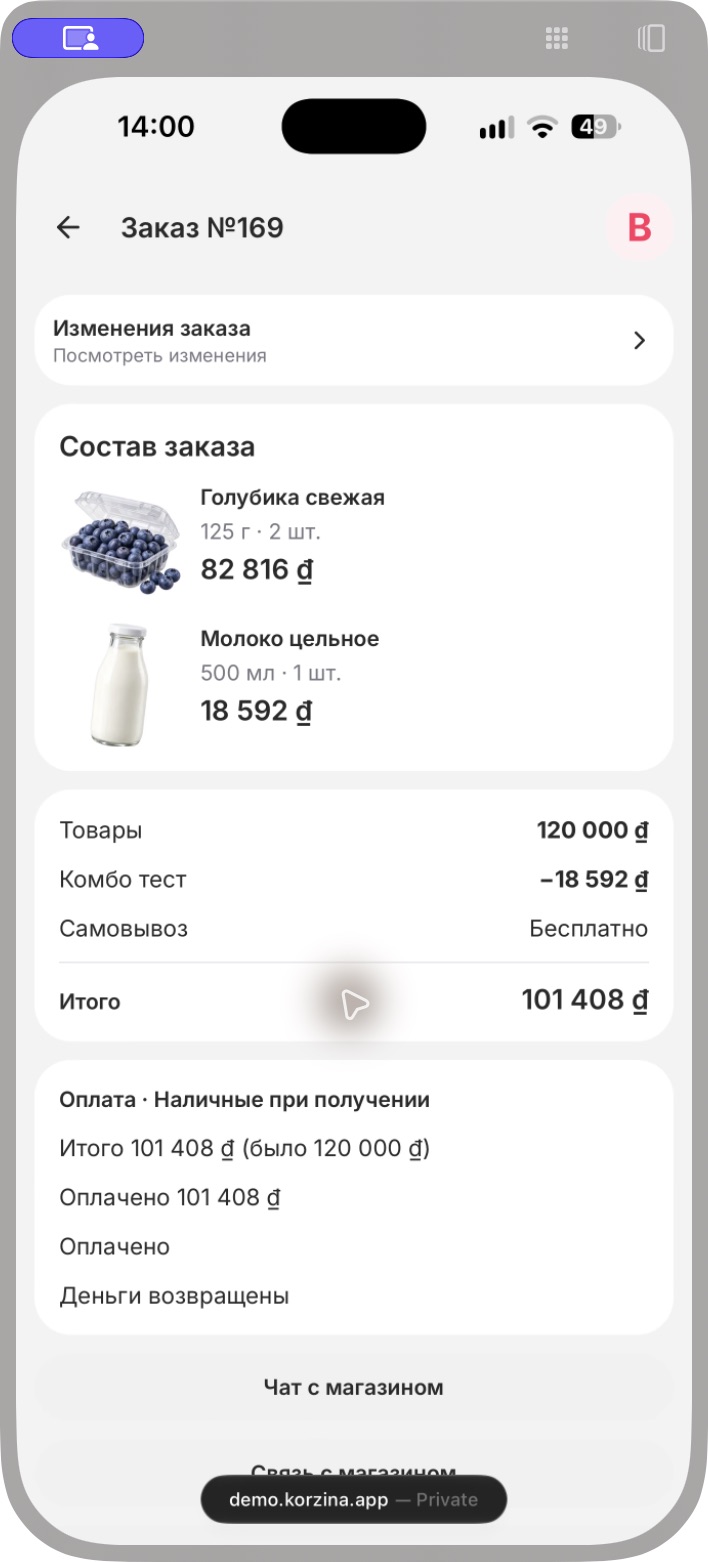 14:00
49
Заказ №169
B
Изменения заказа
Посмотреть изменения
Состав заказа
Голубика свежая
125 г · 2 шт.
82 816 ₫
Молоко цельное
500 мл · 1 шт.
18 592 ₫
Товары 120 000 ₫
Комбо тест −18 592 ₫
Самовывоз Бесплатно
Итого 101 408 ₫
Оплата · Наличные при получении
Итого 101 408 ₫ (было 120 000 ₫)
Оплачено 101 408 ₫
Оплачено
Деньги возвращены
Чат с магазином
Связь с магазином
demo.korzina.app — Private